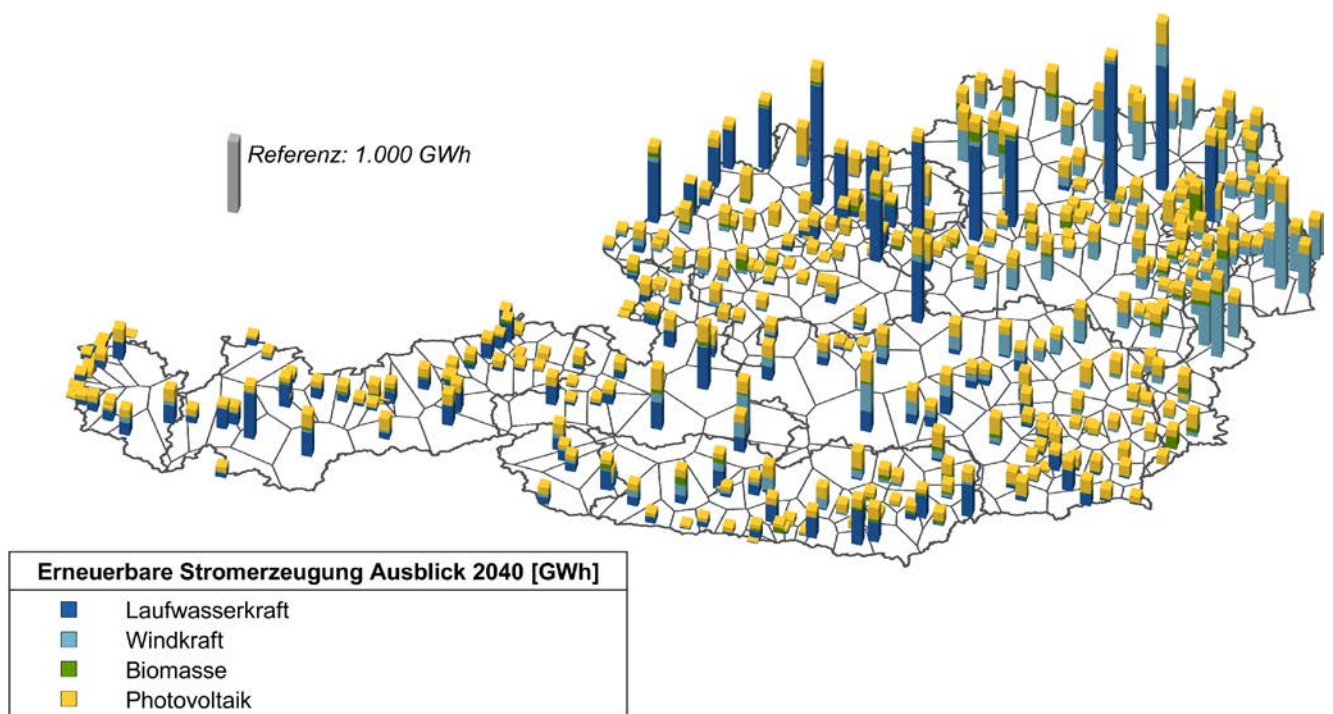 Referenz: 1.000 GWh
Erneuerbare Stromerzeugung Ausblick 2040 [GWh]
Laufwasserkraft
Windkraft
Biomasse
Photovoltaik